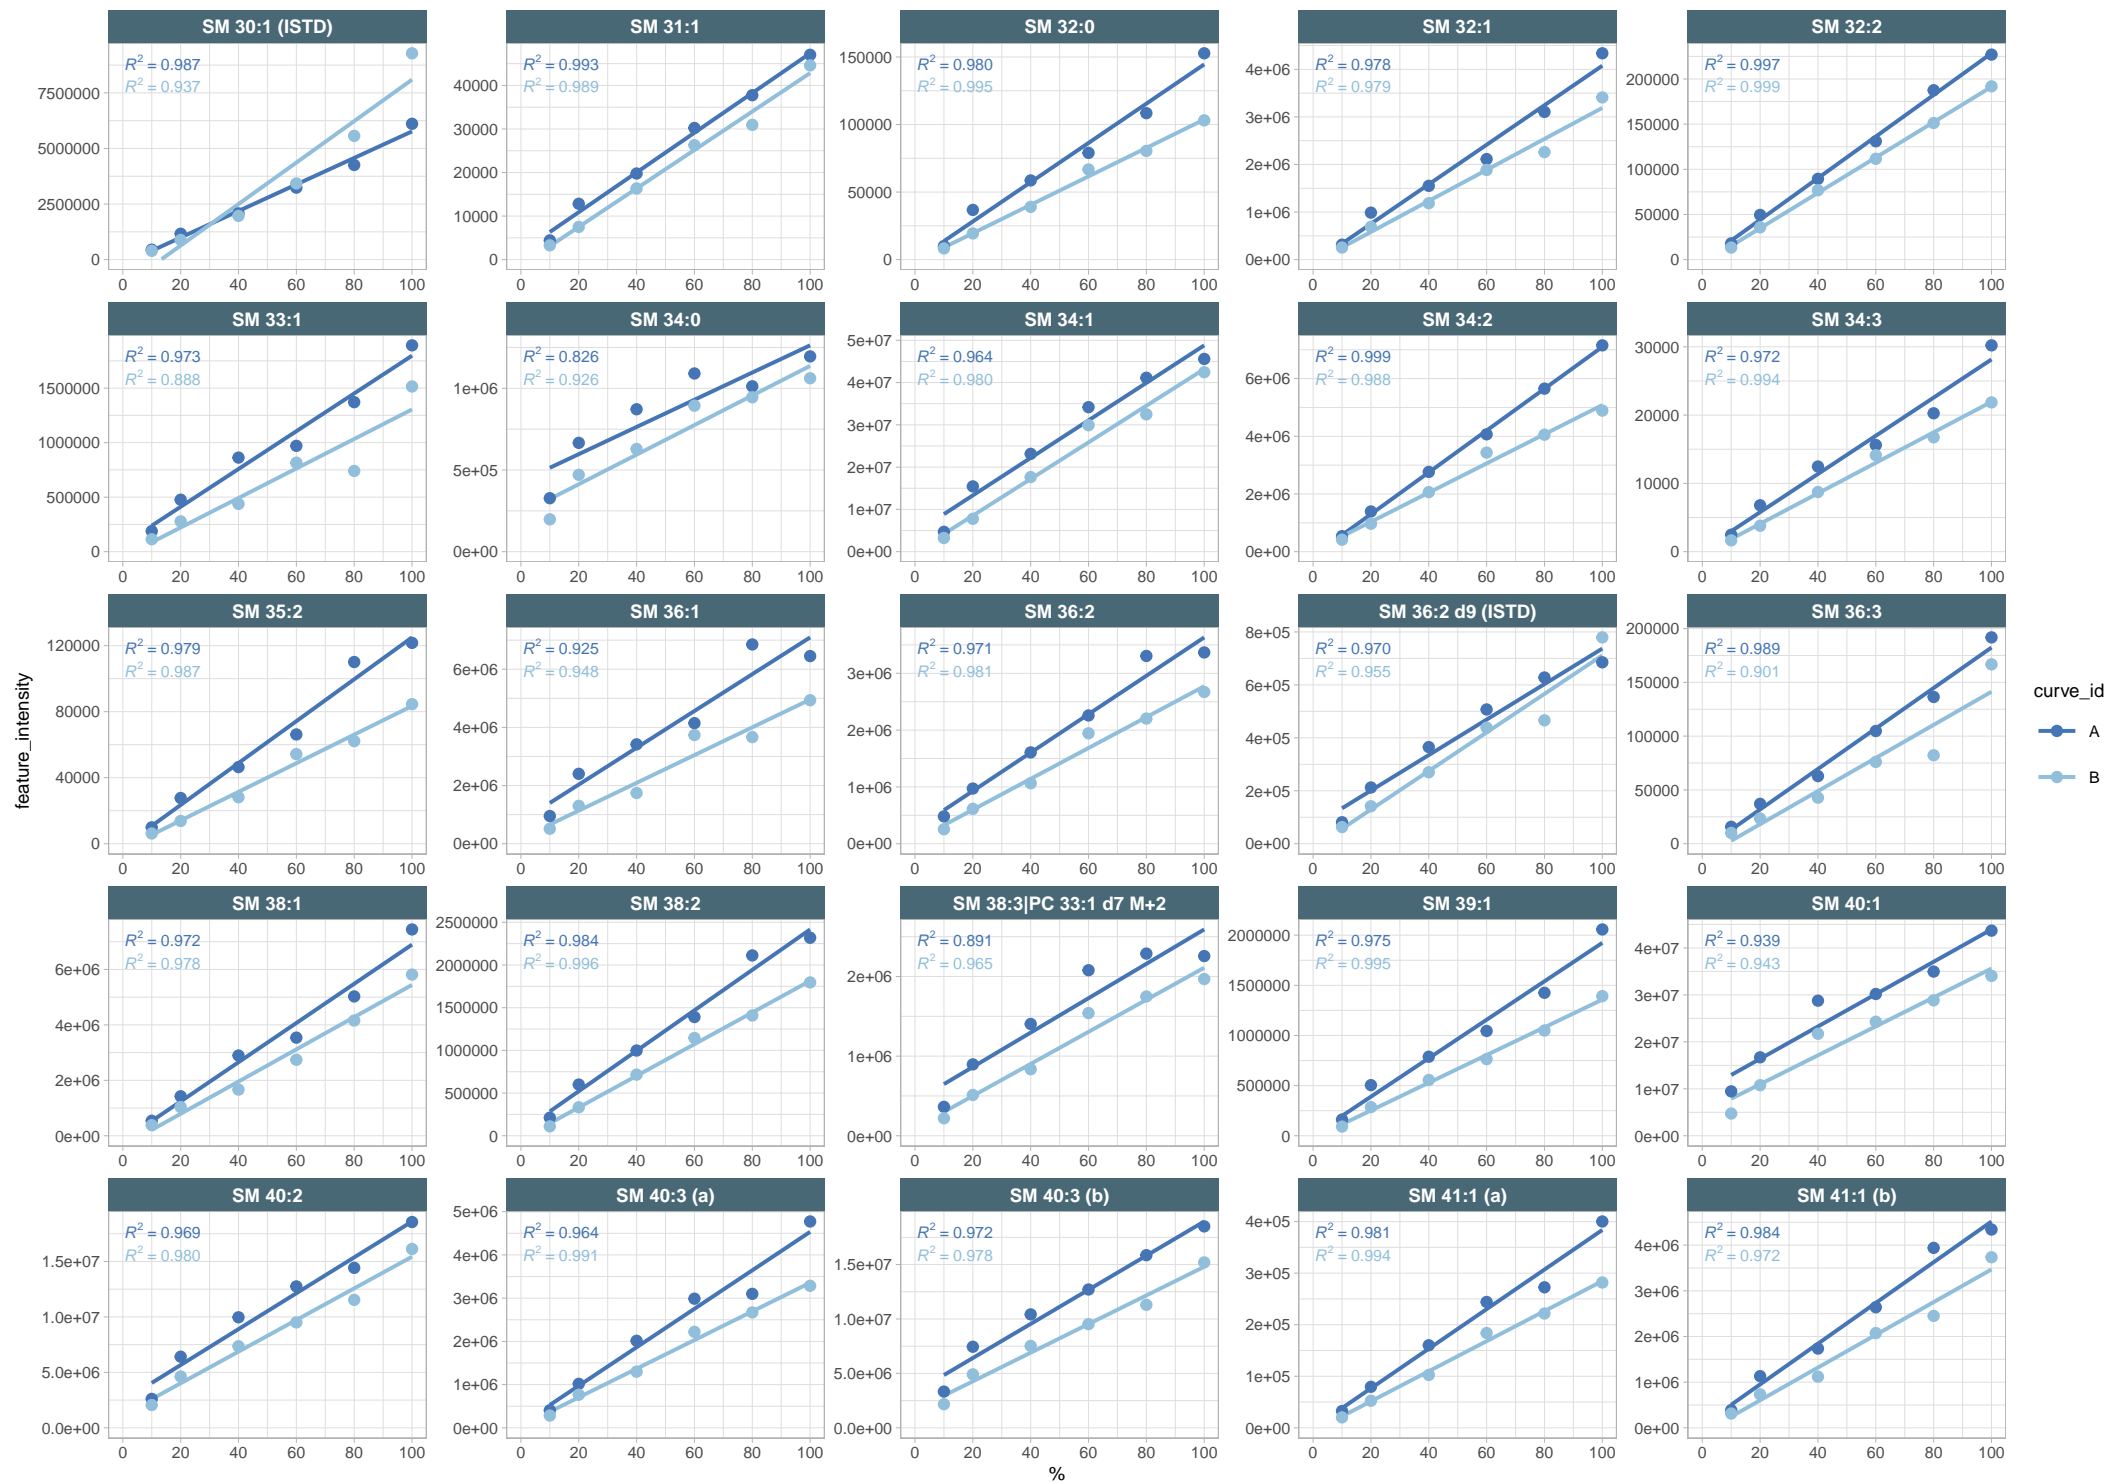 SM 30:1 (ISTD) SM 31:1 SM 32:0 SM 32:1 SM 32:2
R² = 0.987 R² = 0.993 R² = 0.980 R² = 0.978 R² = 0.997
R² = 0.937 R² = 0.989 R² = 0.995 R² = 0.979 R² = 0.999
7500000 5000000 2500000 0
40000 30000 20000 10000 0
150000 100000 50000 0
4e+06 3e+06 2e+06 1e+06 0e+00
200000 150000 100000 50000 0
0 20 40 60 80 100 0 20 40 60 80 100 0 20 40 60 80 100 0 20 40 60 80 100 0 20 40 60 80 100
SM 33:1 SM 34:0 SM 34:1 SM 34:2 SM 34:3
R² = 0.973 R² = 0.826 R² = 0.964 R² = 0.999 R² = 0.972
R² = 0.888 R² = 0.926 R² = 0.980 R² = 0.988 R² = 0.994
1500000 1000000 500000 0
1e+06 5e+05 0e+00
5e+07 4e+07 3e+07 2e+07 1e+07 0e+00
6e+06 4e+06 2e+06 0e+00
30000 20000 10000 0
0 20 40 60 80 100 0 20 40 60 80 100 0 20 40 60 80 100 0 20 40 60 80 100 0 20 40 60 80 100
SM 35:2 SM 36:1 SM 36:2 SM 36:2 d9 (ISTD) SM 36:3
R² = 0.979 R² = 0.925 R² = 0.971 R² = 0.970 R² = 0.989
R² = 0.987 R² = 0.948 R² = 0.981 R² = 0.955 R² = 0.901
120000 80000 40000 0
6e+06 4e+06 2e+06 0e+00
3e+06 2e+06 1e+06 0e+00
8e+05 6e+05 4e+05 2e+05 0e+00
200000 150000 100000 50000 0
0 20 40 60 80 100 0 20 40 60 80 100 0 20 40 60 80 100 0 20 40 60 80 100 0 20 40 60 80 100
feature_intensity
curve_id
A
B
SM 38:1 SM 38:2 SM 38:3|PC 33:1 d7 M+2 SM 39:1 SM 40:1
R² = 0.972 R² = 0.984 R² = 0.891 R² = 0.975 R² = 0.939
R² = 0.978 R² = 0.996 R² = 0.965 R² = 0.995 R² = 0.943
6e+06 4e+06 2e+06 0e+00
2500000 2000000 1500000 1000000 500000 0
2e+06 1e+06 0e+00
2000000 1500000 1000000 500000 0
4e+07 3e+07 2e+07 1e+07 0e+00
0 20 40 60 80 100 0 20 40 60 80 100 0 20 40 60 80 100 0 20 40 60 80 100 0 20 40 60 80 100
SM 40:2 SM 40:3 (a) SM 40:3 (b) SM 41:1 (a) SM 41:1 (b)
R² = 0.969 R² = 0.964 R² = 0.972 R² = 0.981 R² = 0.984
R² = 0.980 R² = 0.991 R² = 0.978 R² = 0.994 R² = 0.972
1.5e+07 1.0e+07 5.0e+06 0.0e+00
5e+06 4e+06 3e+06 2e+06 1e+06 0e+00
1.5e+07 1.0e+07 5.0e+06 0.0e+00
4e+05 3e+05 2e+05 1e+05 0e+00
4e+06 3e+06 2e+06 1e+06 0e+00
0 20 40 60 80 100 0 20 40 60 80 100 0 20 40 60 80 100 0 20 40 60 80 100 0 20 40 60 80 100
%